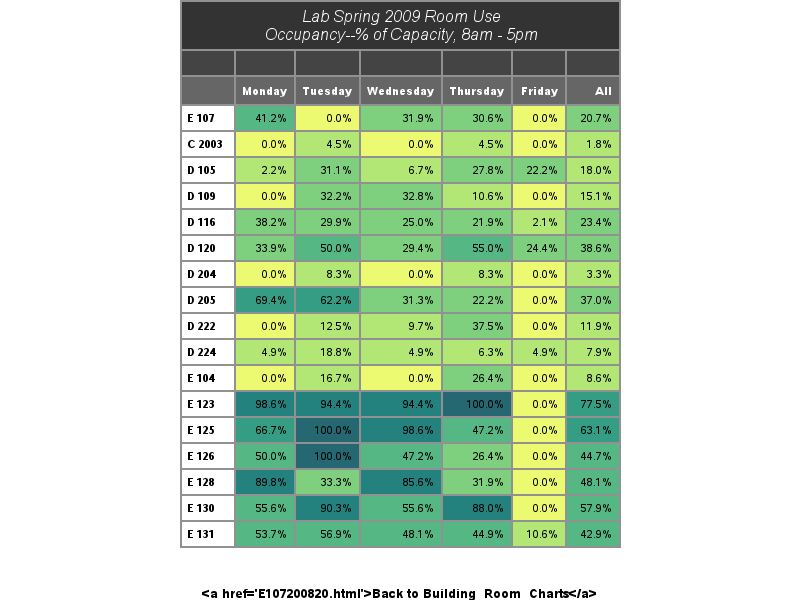 Lab Spring 2009 Room Use
Occupancy--% of Capacity, 8am - 5pm
Monday Tuesday Wednesday Thursday Friday All
E 107 41.2% 0.0% 31.9% 30.6% 0.0% 20.7%
C 2003 0.0% 4.5% 0.0% 4.5% 0.0% 1.8%
D 105 2.2% 31.1% 6.7% 27.8% 22.2% 18.0%
D 109 0.0% 32.2% 32.8% 10.6% 0.0% 15.1%
D 116 38.2% 29.9% 25.0% 21.9% 2.1% 23.4%
D 120 33.9% 50.0% 29.4% 55.0% 24.4% 38.6%
D 204 0.0% 8.3% 0.0% 8.3% 0.0% 3.3%
D 205 69.4% 62.2% 31.3% 22.2% 0.0% 37.0%
D 222 0.0% 12.5% 9.7% 37.5% 0.0% 11.9%
D 224 4.9% 18.8% 4.9% 6.3% 4.9% 7.9%
E 104 0.0% 16.7% 0.0% 26.4% 0.0% 8.6%
E 123 98.6% 94.4% 94.4% 100.0% 0.0% 77.5%
E 125 66.7% 100.0% 98.6% 47.2% 0.0% 63.1%
E 126 50.0% 100.0% 47.2% 26.4% 0.0% 44.7%
E 128 89.8% 33.3% 85.6% 31.9% 0.0% 48.1%
E 130 55.6% 90.3% 55.6% 88.0% 0.0% 57.9%
E 131 53.7% 56.9% 48.1% 44.9% 10.6% 42.9%
<a href='E107200820.html'>Back to Building_Room_Charts</a>